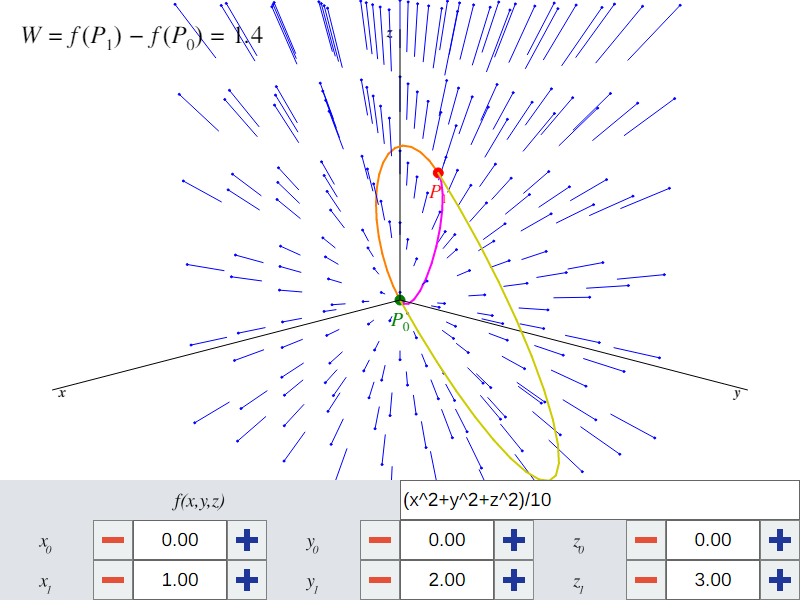 W = f(P₁) − f(P₀) = 1.4
z
P₁
P₀
x
y
f(x,y,z) (x^2+y^2+z^2)/10
x₀ 0.00 y₀ 0.00 z₀ 0.00
x₁ 1.00 y₁ 2.00 z₁ 3.00